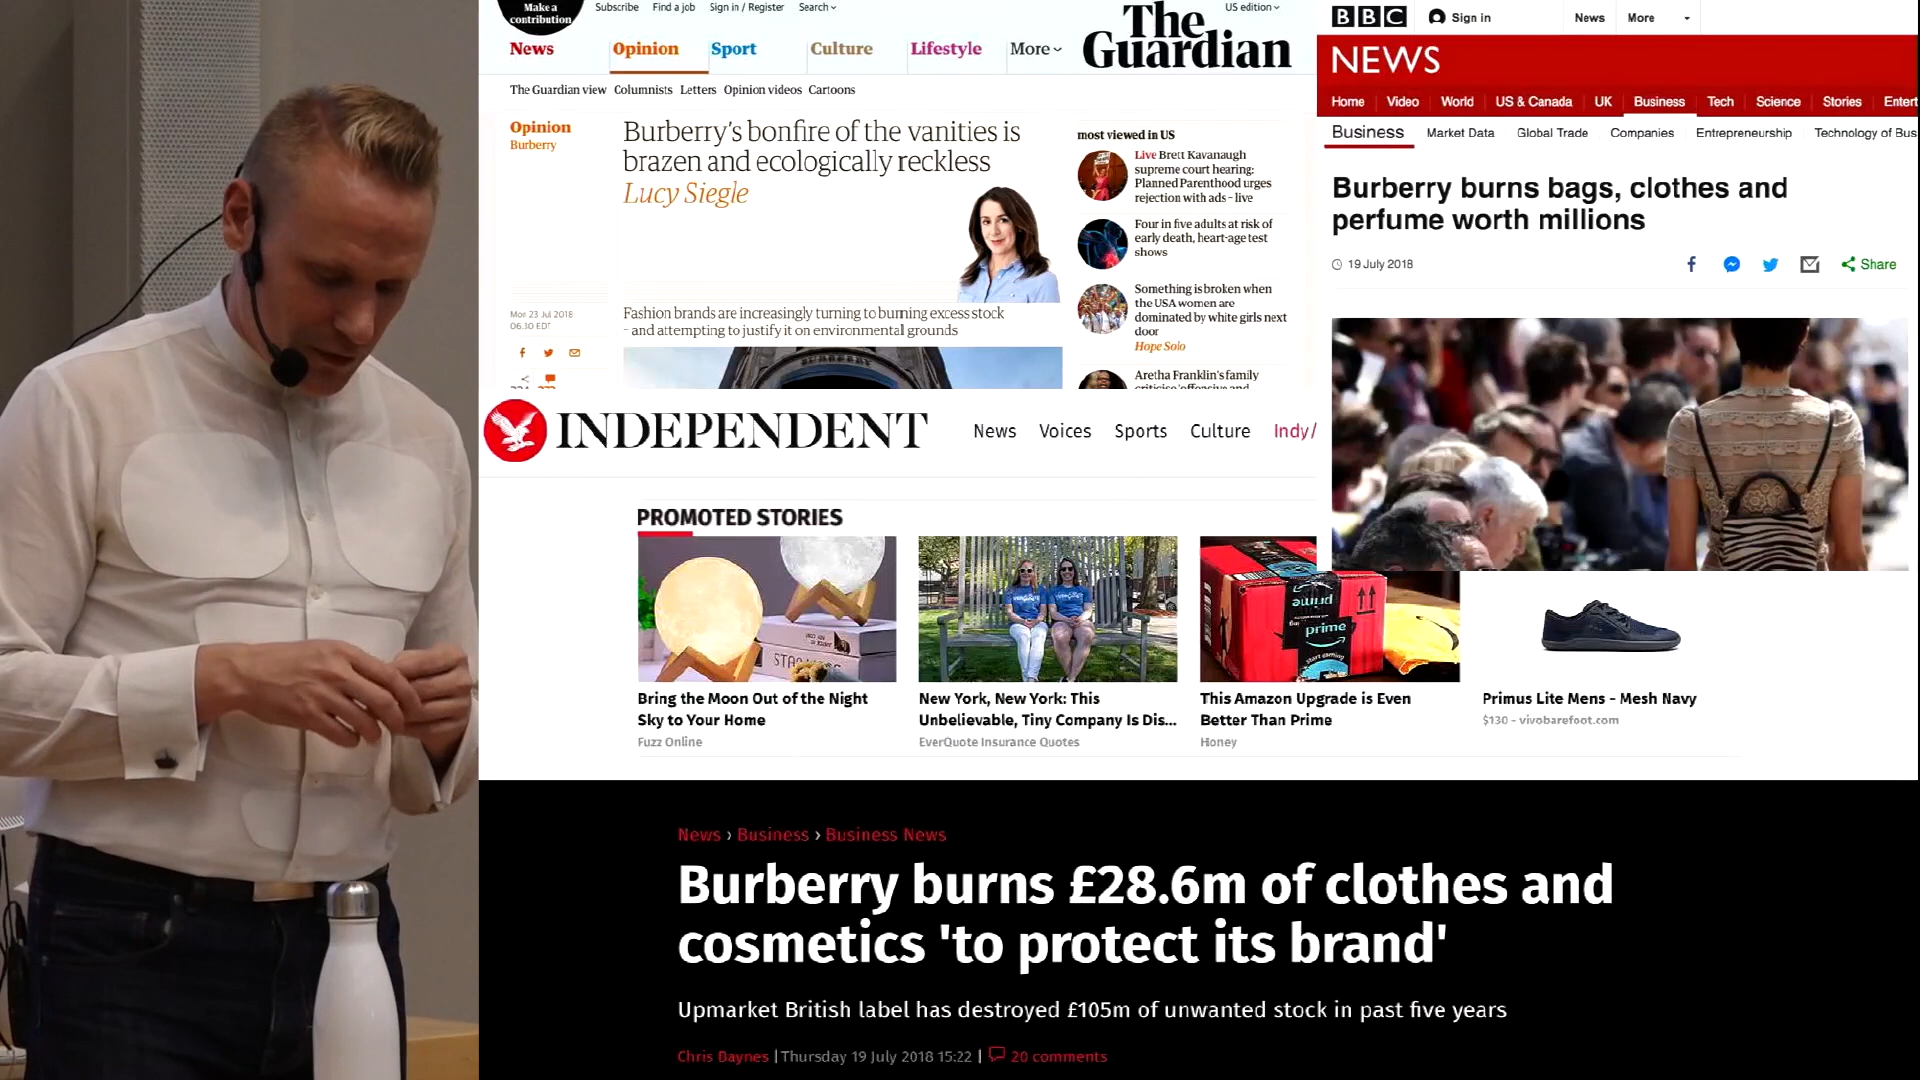 Make a
contribution
Subscribe Find a job Sign in / Register Search
US edition
The
Guardian
News Opinion Sport Culture Lifestyle More
The Guardian view Columnists Letters Opinion videos Cartoons
Opinion
Burberry
Burberry's bonfire of the vanities is
brazen and ecologically reckless
Lucy Siegle
Mon 23 Jul 2018
06.30 EDT
Fashion brands are increasingly turning to burning excess stock
- and attempting to justify it on environmental grounds
BURBERRY
most viewed in US
Live Brett Kavanaugh
supreme court hearing:
Planned Parenthood urges
rejection with ads – live
Four in five adults at risk of
early death, heart-age test
shows
Something is broken when
the USA women are
dominated by white girls next
door
Hope Solo
Aretha Franklin's family
BBC Sign in News More
NEWS
Home Video World US & Canada UK Business Tech Science Stories Entert
Business Market Data Global Trade Companies Entrepreneurship Technology of Bus
Burberry burns bags, clothes and
perfume worth millions
19 July 2018
Share
INDEPENDENT
News Voices Sports Culture Indy/
PROMOTED STORIES
prime
prime
Bring the Moon Out of the Night
Sky to Your Home
Fuzz Online
New York, New York: This
Unbelievable, Tiny Company Is Dis...
EverQuote Insurance Quotes
This Amazon Upgrade is Even
Better Than Prime
Honey
Primus Lite Mens - Mesh Navy
$130 - vivobarefoot.com
News › Business › Business News
Burberry burns £28.6m of clothes and
cosmetics 'to protect its brand'
Upmarket British label has destroyed £105m of unwanted stock in past five years
Chris Baynes | Thursday 19 July 2018 15:22 | 20 comments